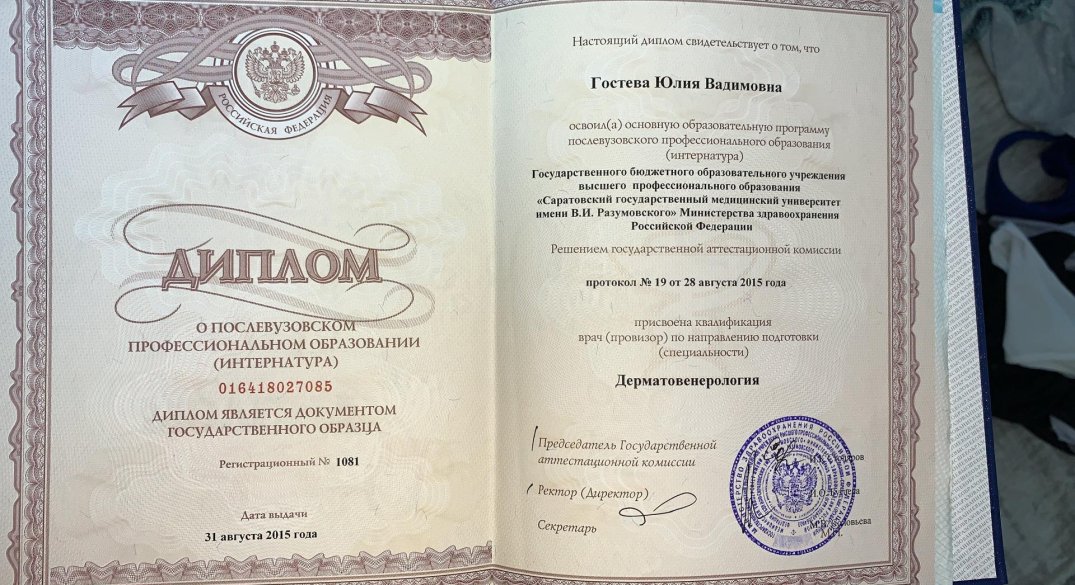 РОССИЙСКАЯ ФЕДЕРАЦИЯ
ДИПЛОМ
О ПОСЛЕВУЗОВСКОМ
ПРОФЕССИОНАЛЬНОМ ОБРАЗОВАНИИ
(ИНТЕРНАТУРА)
016418027085
ДИПЛОМ ЯВЛЯЕТСЯ ДОКУМЕНТОМ
ГОСУДАРСТВЕННОГО ОБРАЗЦА
Регистрационный № 1081
Дата выдачи
31 августа 2015 года
Настоящий диплом свидетельствует о том, что
Гостева Юлия Вадимовна
освоил(а) основную образовательную программу
послевузовского профессионального образования
(интернатура)
Государственного бюджетного образовательного учреждения
высшего профессионального образования
«Саратовский государственный медицинский университет
имени В.И. Разумовского» Министерства здравоохранения
Российской Федерации
Решением государственной аттестационной комиссии
протокол № 19 от 28 августа 2015 года
присвоена квалификация
врач (провизор) по направлению подготовки
(специальности)
Дерматовенерология
Председатель Государственной
аттестационной комиссии
Ректор (Директор)
Секретарь